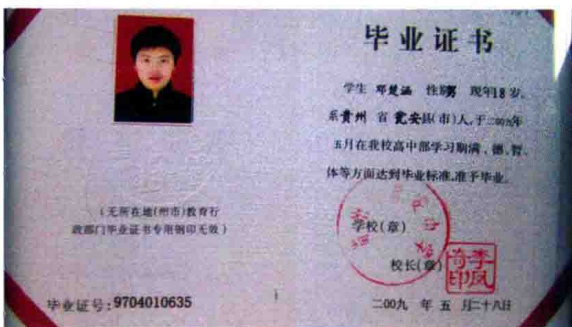 毕业证书
学生 邓楚涵 性别男 现年18岁,
系贵州 省 瓮安县(市)人,于二00九年
五月在我校高中部学习期满,德、智、
体等方面达到毕业标准,准予毕业。
学校(章)
校长(章)
李凤奇印
二00九 年 五 月二十八日
(无所在地(州市)教育行
政部门毕业证书专用钢印无效)
毕业证号:9704010635